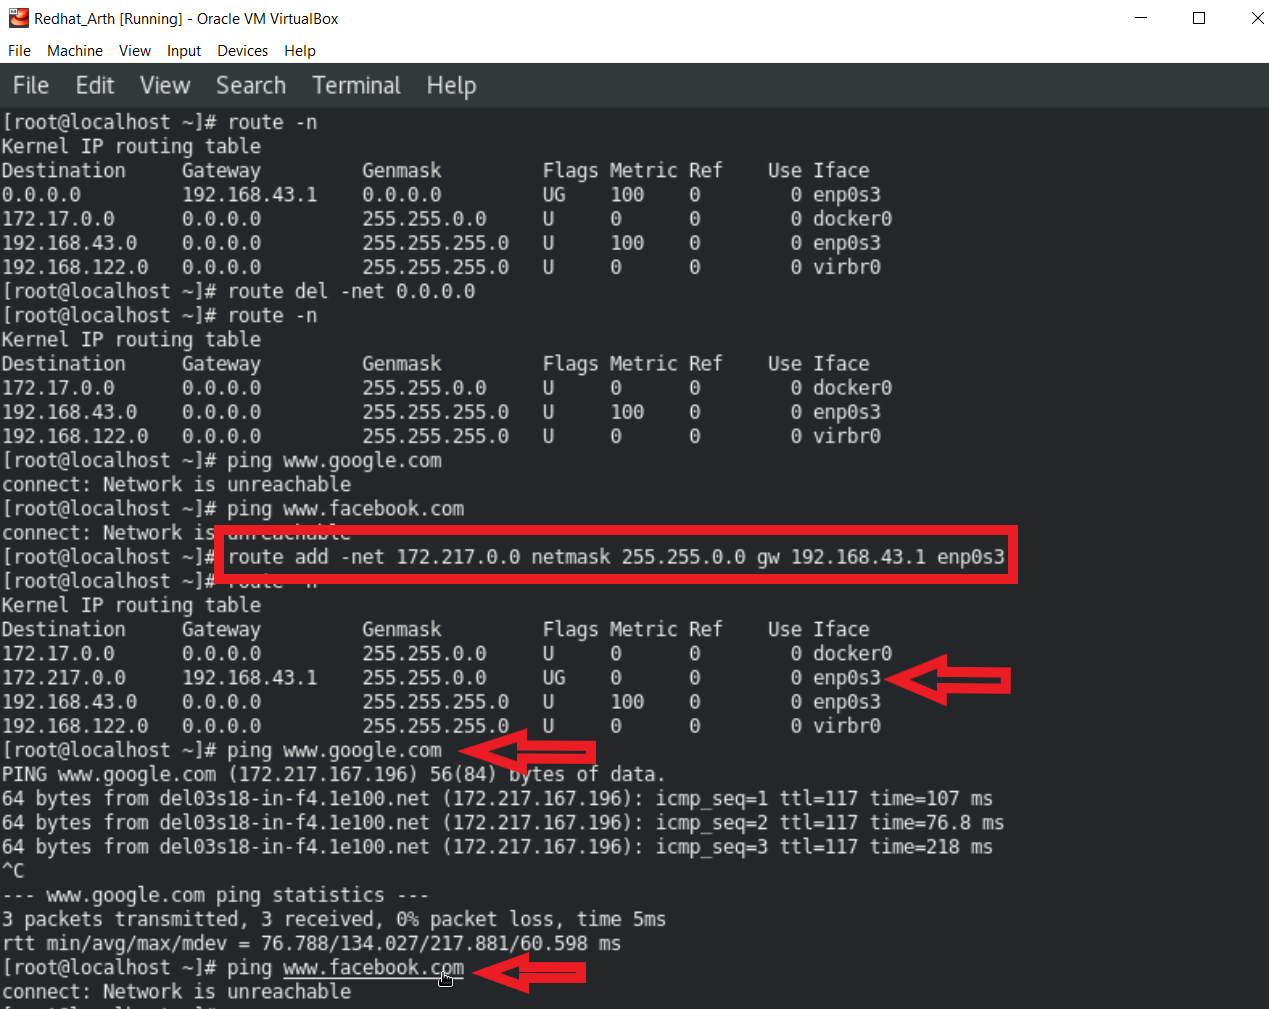 Redhat_Arth [Running] - Oracle VM VirtualBox
File Machine View Input Devices Help
File Edit View Search Terminal Help
[root@localhost ~]# route -n
Kernel IP routing table
Destination Gateway Genmask Flags Metric Ref Use Iface
0.0.0.0 192.168.43.1 0.0.0.0 UG 100 0 0 enp0s3
172.17.0.0 0.0.0.0 255.255.0.0 U 0 0 0 docker0
192.168.43.0 0.0.0.0 255.255.255.0 U 100 0 0 enp0s3
192.168.122.0 0.0.0.0 255.255.255.0 U 0 0 0 virbr0
[root@localhost ~]# route del -net 0.0.0.0
[root@localhost ~]# route -n
Kernel IP routing table
Destination Gateway Genmask Flags Metric Ref Use Iface
172.17.0.0 0.0.0.0 255.255.0.0 U 0 0 0 docker0
192.168.43.0 0.0.0.0 255.255.255.0 U 100 0 0 enp0s3
192.168.122.0 0.0.0.0 255.255.255.0 U 0 0 0 virbr0
[root@localhost ~]# ping www.google.com
connect: Network is unreachable
[root@localhost ~]# ping www.facebook.com
connect: Network is unreachable
[root@localhost ~]# route add -net 172.217.0.0 netmask 255.255.0.0 gw 192.168.43.1 enp0s3
[root@localhost ~]# route -n
Kernel IP routing table
Destination Gateway Genmask Flags Metric Ref Use Iface
172.17.0.0 0.0.0.0 255.255.0.0 U 0 0 0 docker0
172.217.0.0 192.168.43.1 255.255.0.0 UG 0 0 0 enp0s3
192.168.43.0 0.0.0.0 255.255.255.0 U 100 0 0 enp0s3
192.168.122.0 0.0.0.0 255.255.255.0 U 0 0 0 virbr0
[root@localhost ~]# ping www.google.com
PING www.google.com (172.217.167.196) 56(84) bytes of data.
64 bytes from del03s18-in-f4.1e100.net (172.217.167.196): icmp_seq=1 ttl=117 time=107 ms
64 bytes from del03s18-in-f4.1e100.net (172.217.167.196): icmp_seq=2 ttl=117 time=76.8 ms
64 bytes from del03s18-in-f4.1e100.net (172.217.167.196): icmp_seq=3 ttl=117 time=218 ms
^C
--- www.google.com ping statistics ---
3 packets transmitted, 3 received, 0% packet loss, time 5ms
rtt min/avg/max/mdev = 76.788/134.027/217.881/60.598 ms
[root@localhost ~]# ping www.facebook.com
connect: Network is unreachable